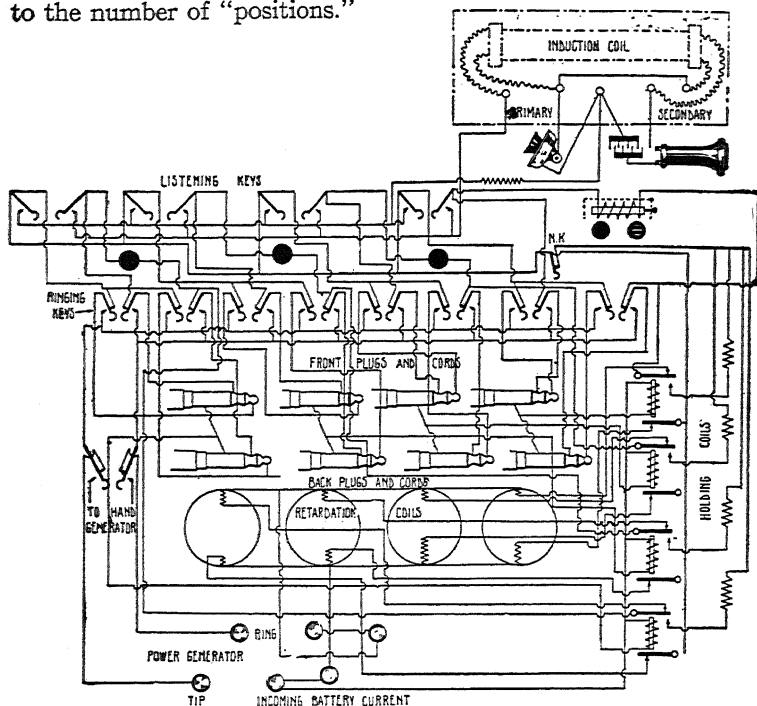 to the number of “positions.”
INDUCTION COIL
PRIMARY
SECONDARY
LISTENING KEYS
N.K
RINGING
KEYS
FRONT PLUGS AND CORDS
HOLDING COILS
BACK PLUGS AND CORDS
RETARDATION COILS
TO HAND
GENERATOR
RING
POWER GENERATOR
TIP
INCOMING BATTERY CURRENT